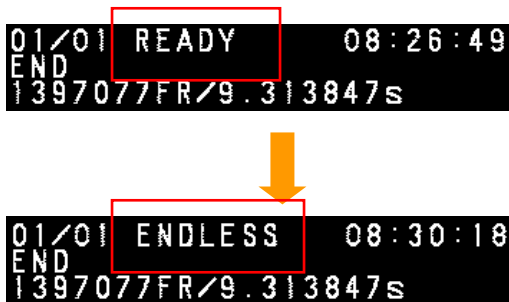 01/01 READY 08:26:49
END
1397077FR/9.313847s
01/01 ENDLESS 08:30:18
END
1397077FR/9.313847s